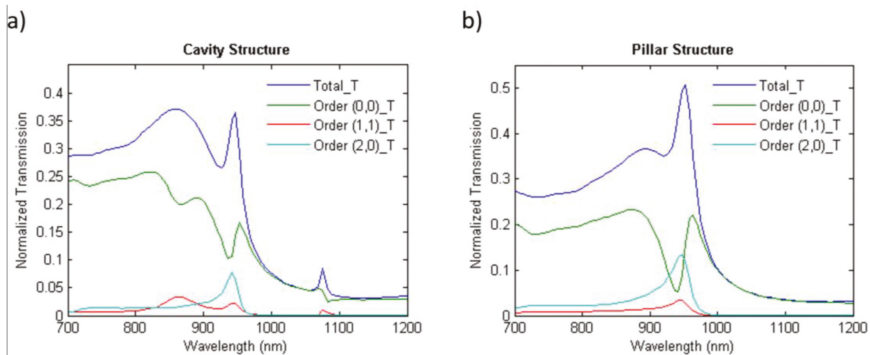 a)
Cavity Structure
Normalized Transmission
0.4
0.35
0.3
0.25
0.2
0.15
0.1
0.05
0
Total_T
Order (0,0)_T
Order (1,1)_T
Order (2,0)_T
700 800 900 1000 1100 1200
Wavelength (nm)
b)
Pillar Structure
Normalized Transmission
0.5
0.4
0.3
0.2
0.1
0
Total_T
Order (0,0)_T
Order (1,1)_T
Order (2,0)_T
700 800 900 1000 1100 1200
Wavelength (nm)